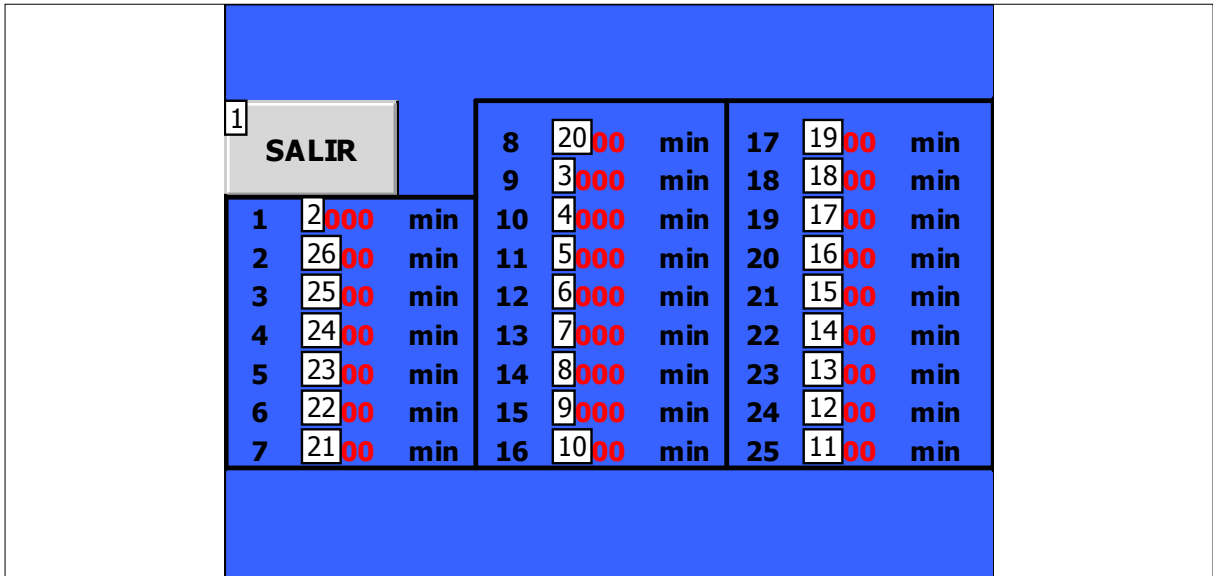 1
SALIR
1 2 000 min
2 26 00 min
3 25 00 min
4 24 00 min
5 23 00 min
6 22 00 min
7 21 00 min
8 20 00 min
9 3 000 min
10 4 000 min
11 5 000 min
12 6 000 min
13 7 000 min
14 8 000 min
15 9 000 min
16 10 00 min
17 19 00 min
18 18 00 min
19 17 00 min
20 16 00 min
21 15 00 min
22 14 00 min
23 13 00 min
24 12 00 min
25 11 00 min